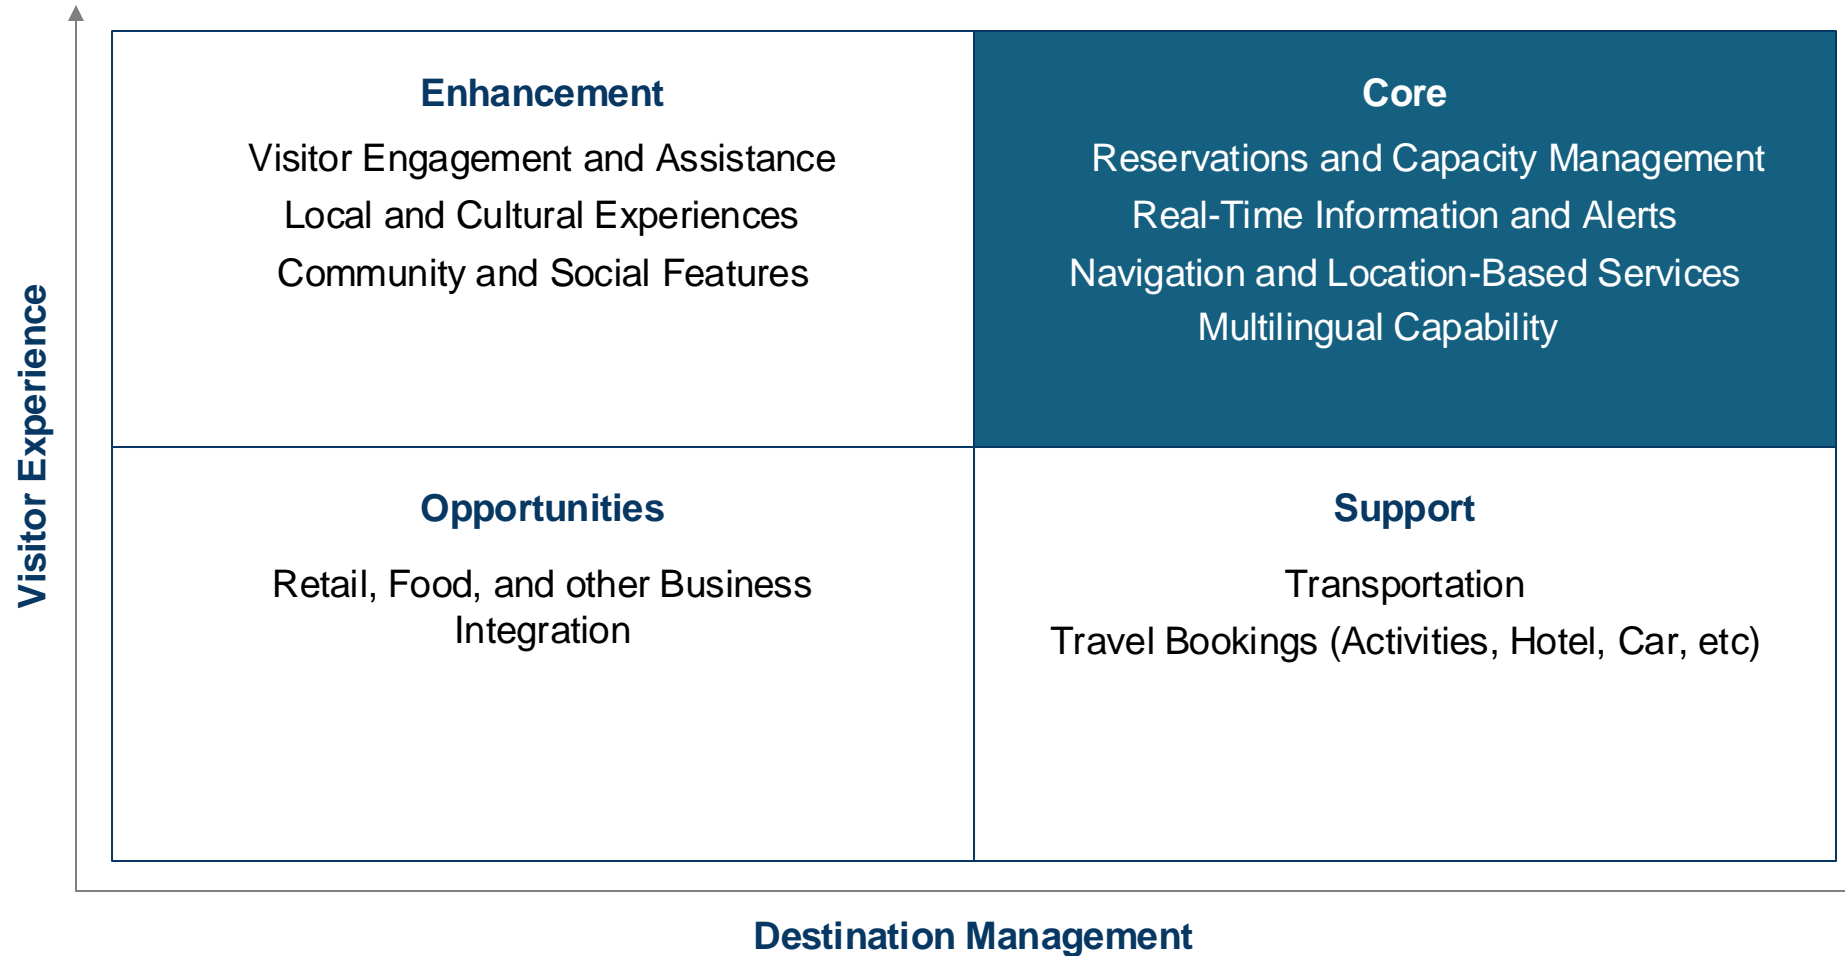 Visitor Experience
Enhancement
Visitor Engagement and Assistance
Local and Cultural Experiences
Community and Social Features
Core
Reservations and Capacity Management
Real-Time Information and Alerts
Navigation and Location-Based Services
Multilingual Capability
Opportunities
Retail, Food, and other Business
Integration
Support
Transportation
Travel Bookings (Activities, Hotel, Car, etc)
Destination Management